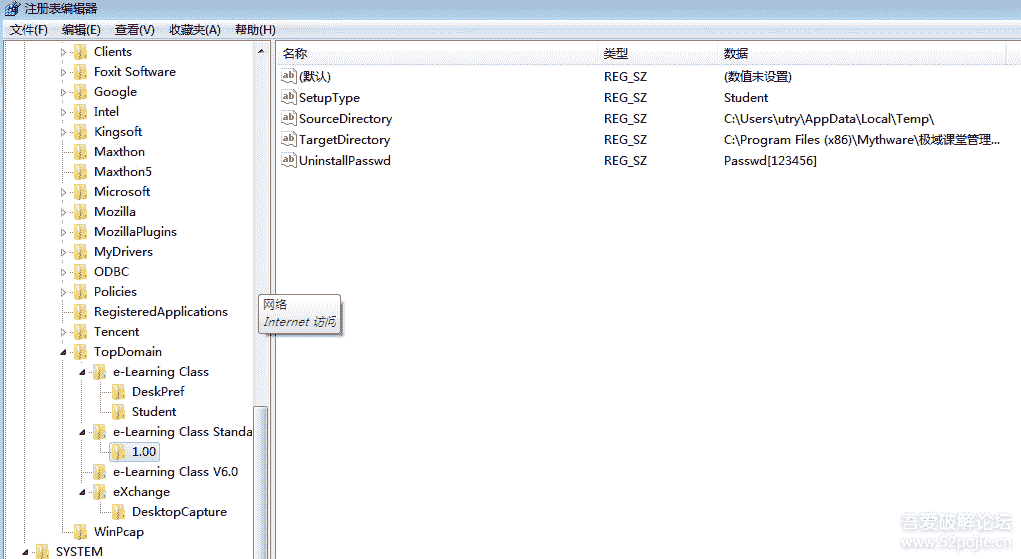 注册表编辑器
文件(F) 编辑(E) 查看(V) 收藏夹(A) 帮助(H)
Clients
Foxit Software
Google
Intel
Kingsoft
Maxthon
Maxthon5
Microsoft
Mozilla
MozillaPlugins
MyDrivers
ODBC
Policies
RegisteredApplications
Tencent
TopDomain
e-Learning Class
DeskPref
Student
e-Learning Class Standa
1.00
e-Learning Class V6.0
eXchange
DesktopCapture
WinPcap
SYSTEM
网络
Internet 访问
名称 类型 数据
ab (默认) REG_SZ (数值未设置)
ab SetupType REG_SZ Student
ab SourceDirectory REG_SZ C:\Users\utry\AppData\Local\Temp\
ab TargetDirectory REG_SZ C:\Program Files (x86)\Mythware\极域课堂管理...
ab UninstallPasswd REG_SZ Passwd[123456]
吾爱破解论坛
www.52pojie.cn